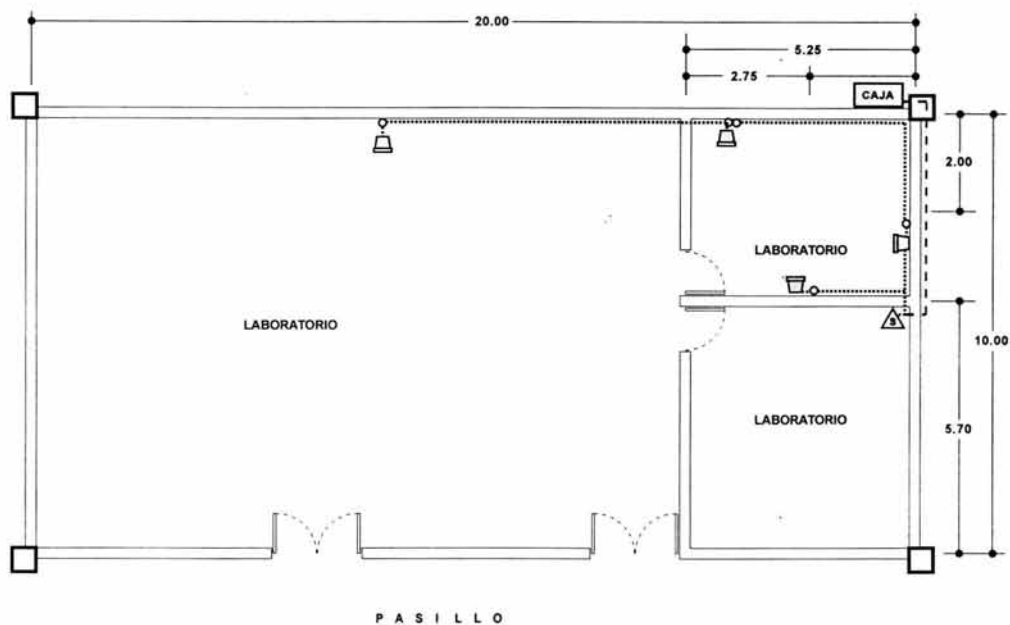 20.00
5.25
2.75
CAJA
2.00
LABORATORIO
LABORATORIO
S
10.00
5.70
LABORATORIO
P A S I L L O